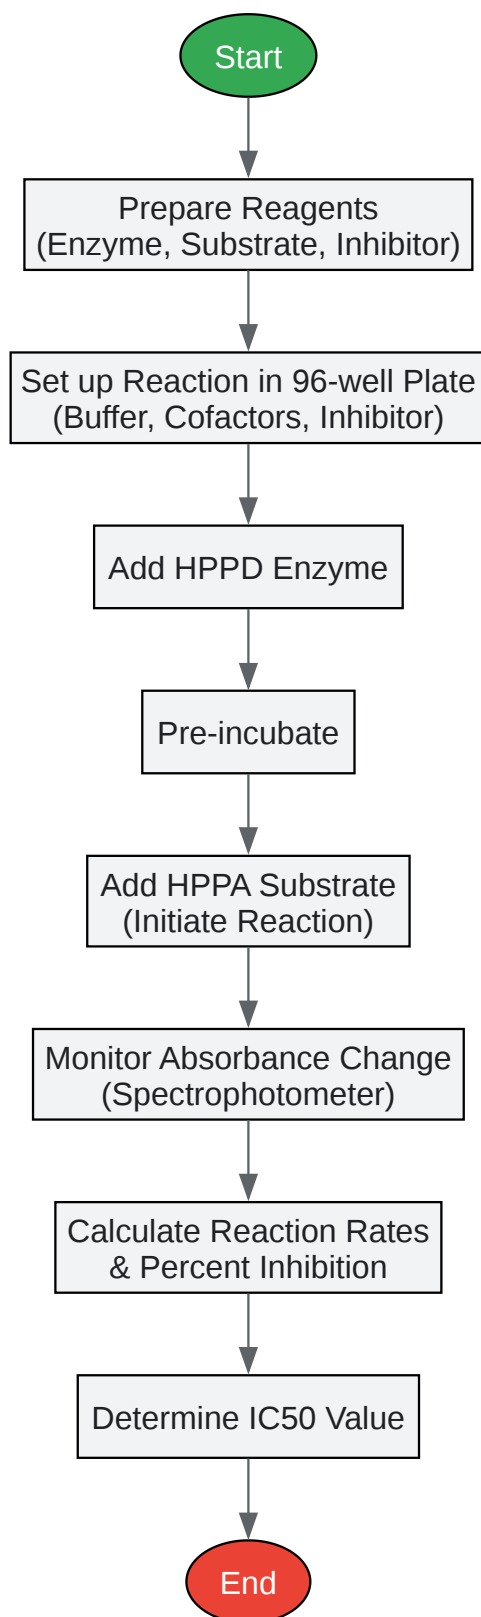 Start
Prepare Reagents
(Enzyme, Substrate, Inhibitor)
Set up Reaction in 96-well Plate
(Buffer, Cofactors, Inhibitor)
Add HPPD Enzyme
Pre-incubate
Add HPPA Substrate
(Initiate Reaction)
Monitor Absorbance Change
(Spectrophotometer)
Calculate Reaction Rates
& Percent Inhibition
Determine IC50 Value
End